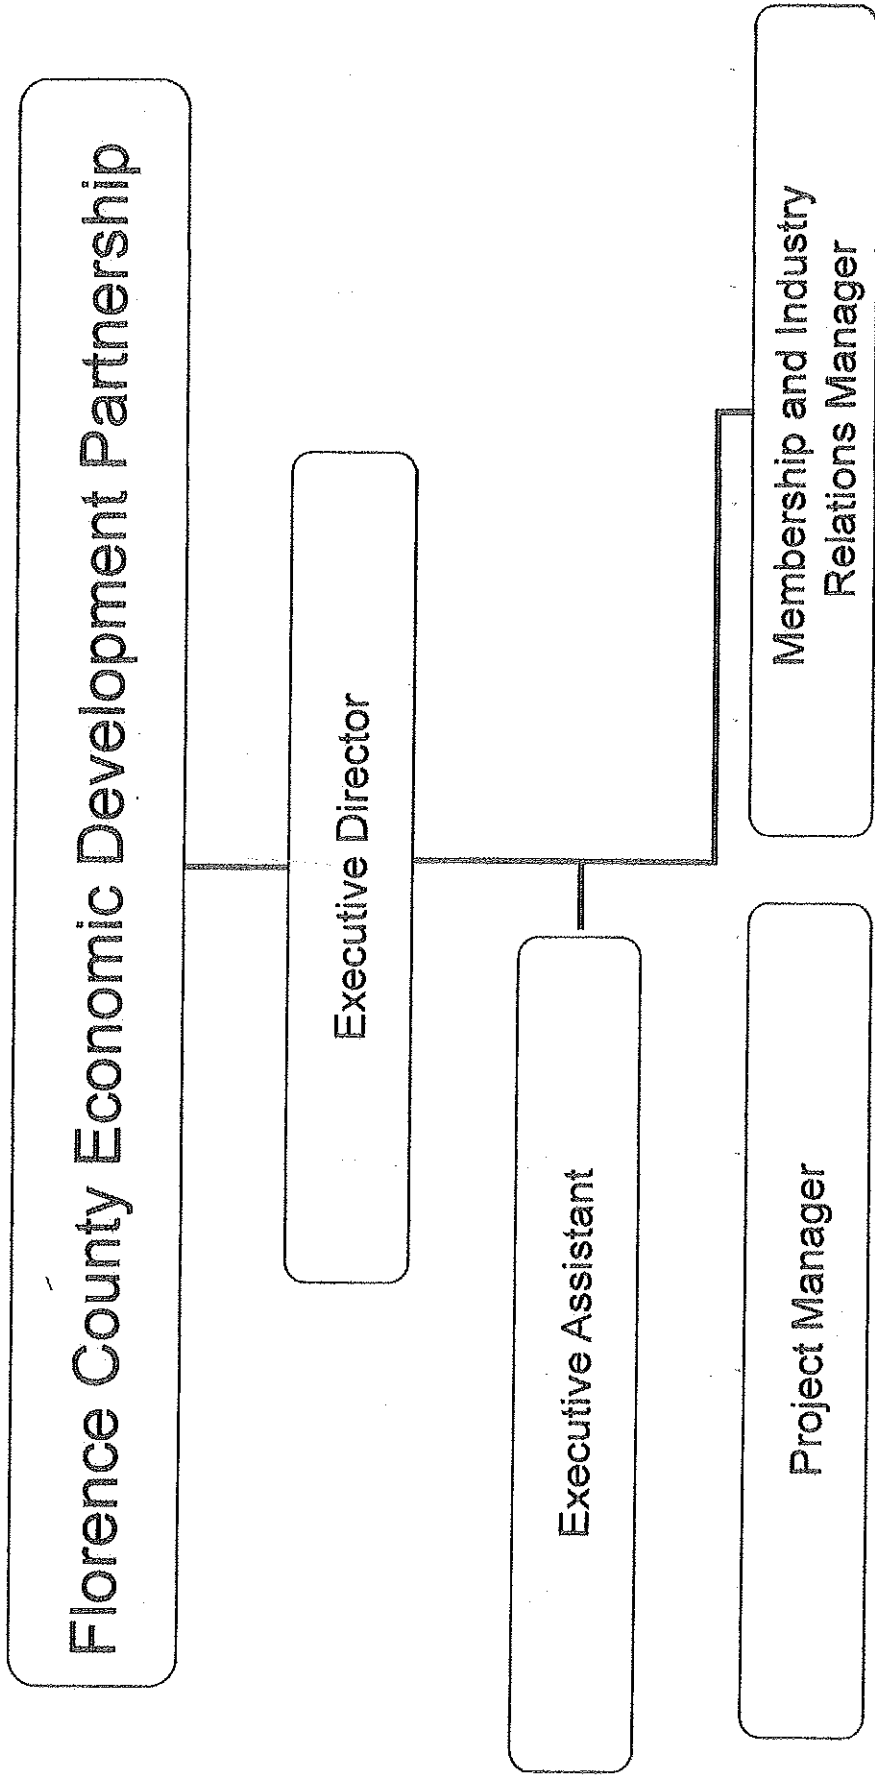 Florence County Economic Development Partnership
Executive Director
Executive Assistant
Project Manager
Membership and Industry
Relations Manager